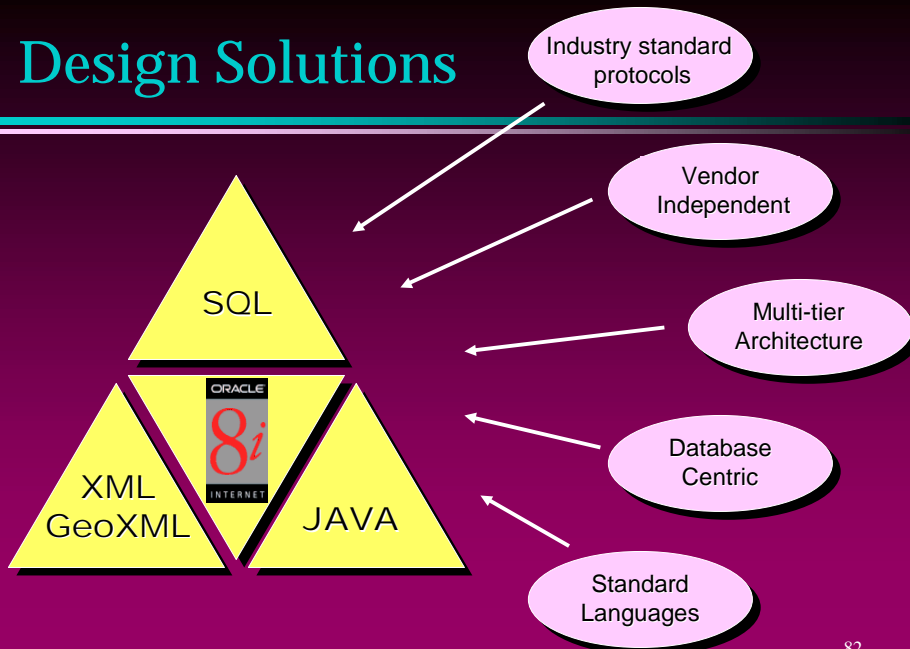 Design Solutions
Industry standard
protocols
Vendor
Independent
Multi-tier
Architecture
Database
Centric
Standard
Languages
SQL
ORACLE
8i
INTERNET
XML
GeoXML
JAVA
82